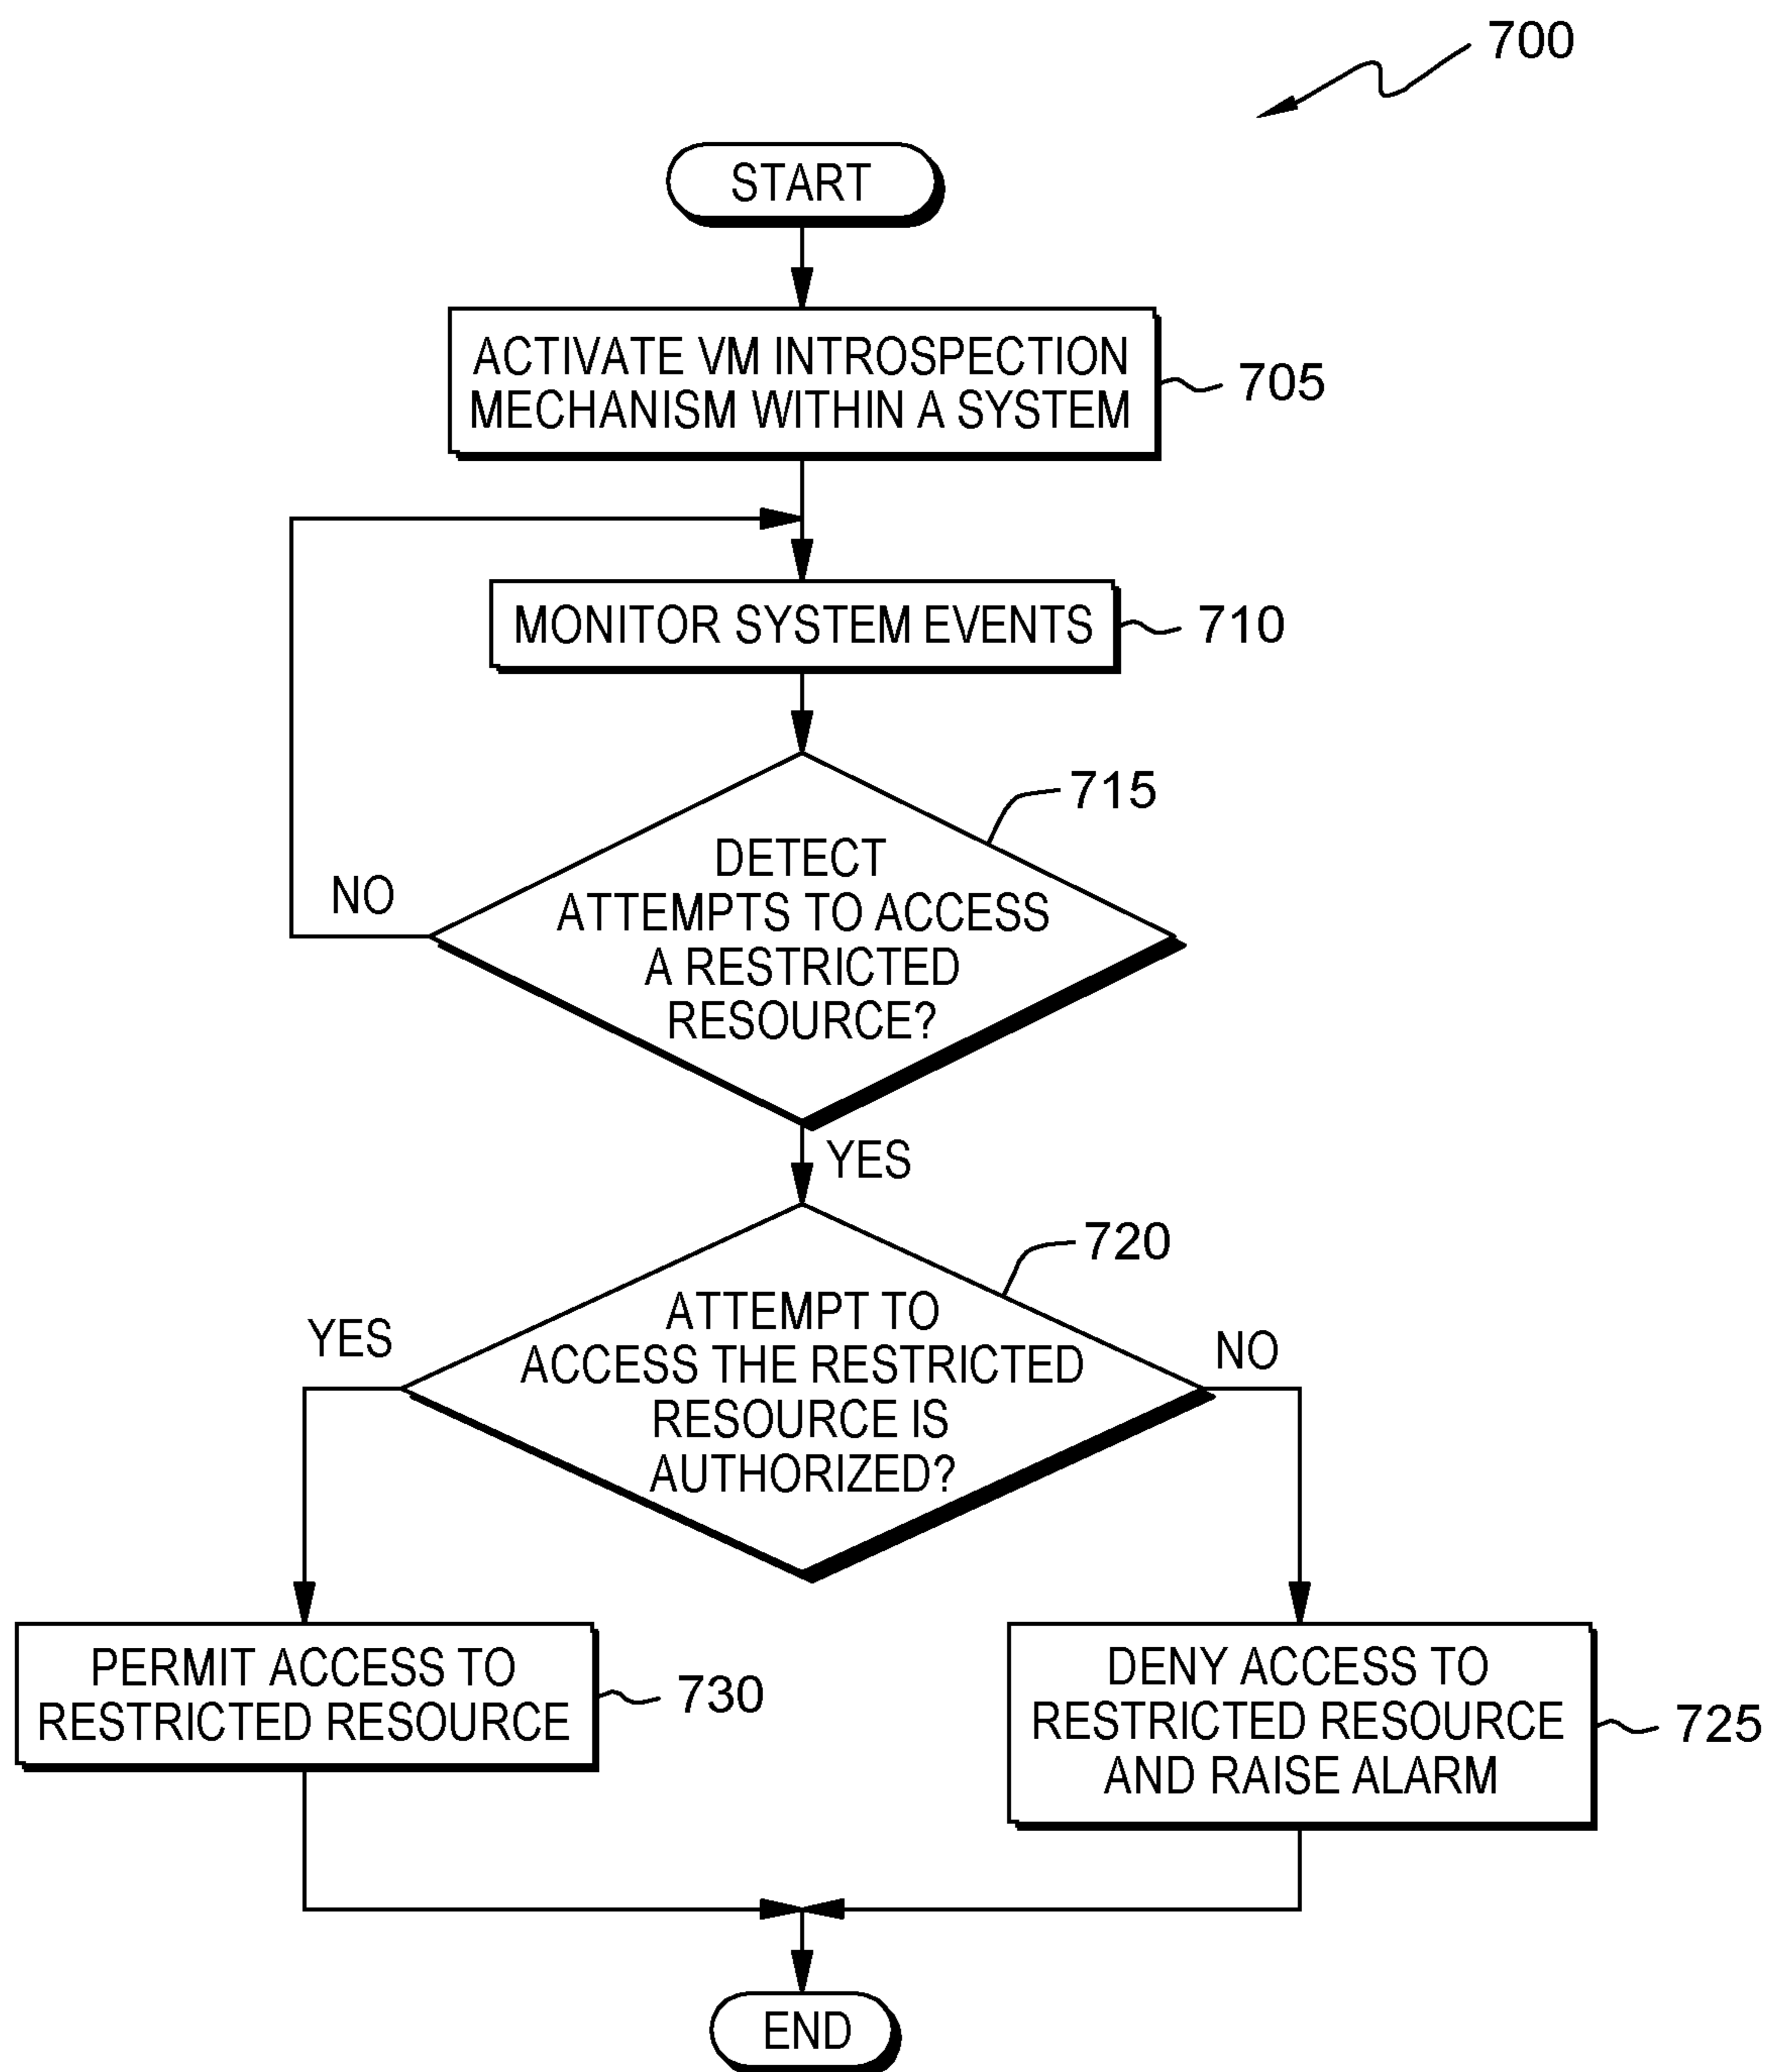 700
START
ACTIVATE VM INTROSPECTION
MECHANISM WITHIN A SYSTEM
705
MONITOR SYSTEM EVENTS
710
715
DETECT
ATTEMPTS TO ACCESS
A RESTRICTED
RESOURCE?
NO
YES
720
ATTEMPT TO
ACCESS THE RESTRICTED
RESOURCE IS
AUTHORIZED?
YES
NO
PERMIT ACCESS TO
RESTRICTED RESOURCE
730
DENY ACCESS TO
RESTRICTED RESOURCE
AND RAISE ALARM
725
END